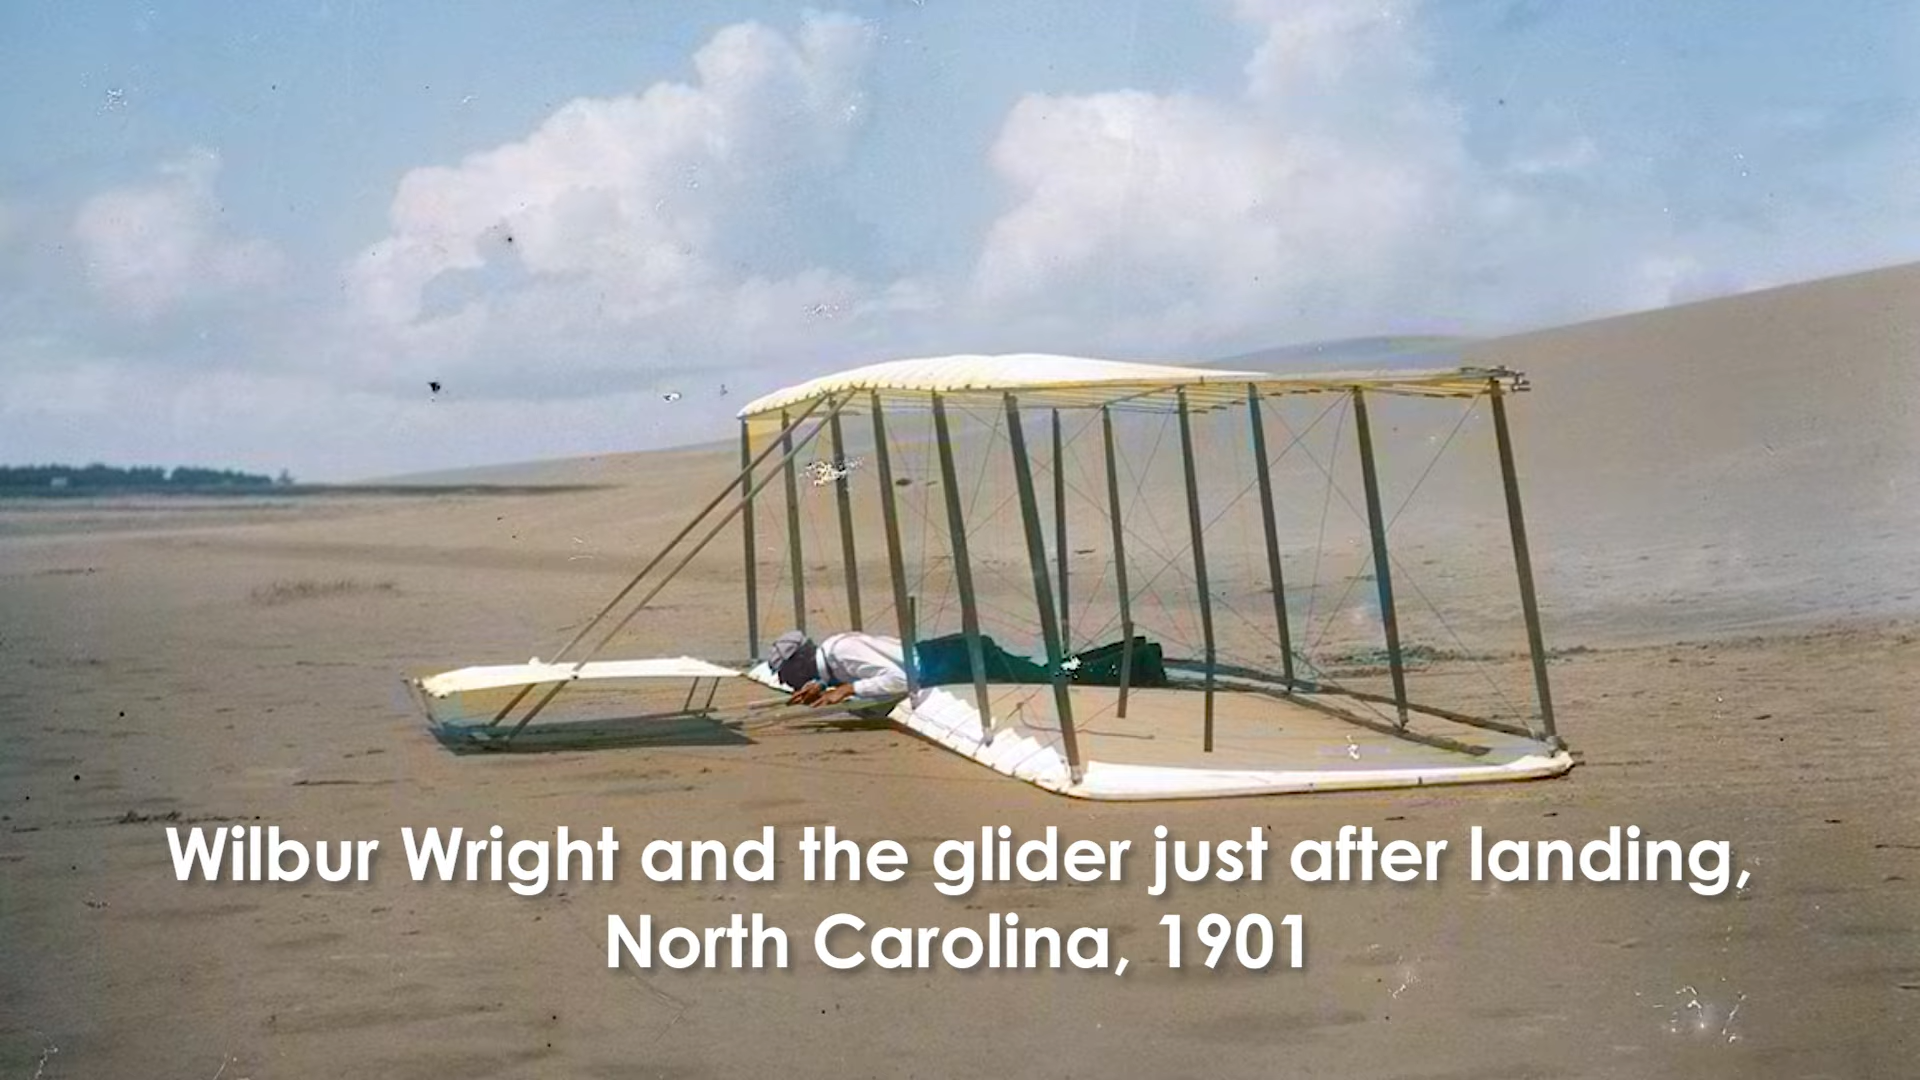 Wilbur Wright and the glider just after landing,
North Carolina, 1901